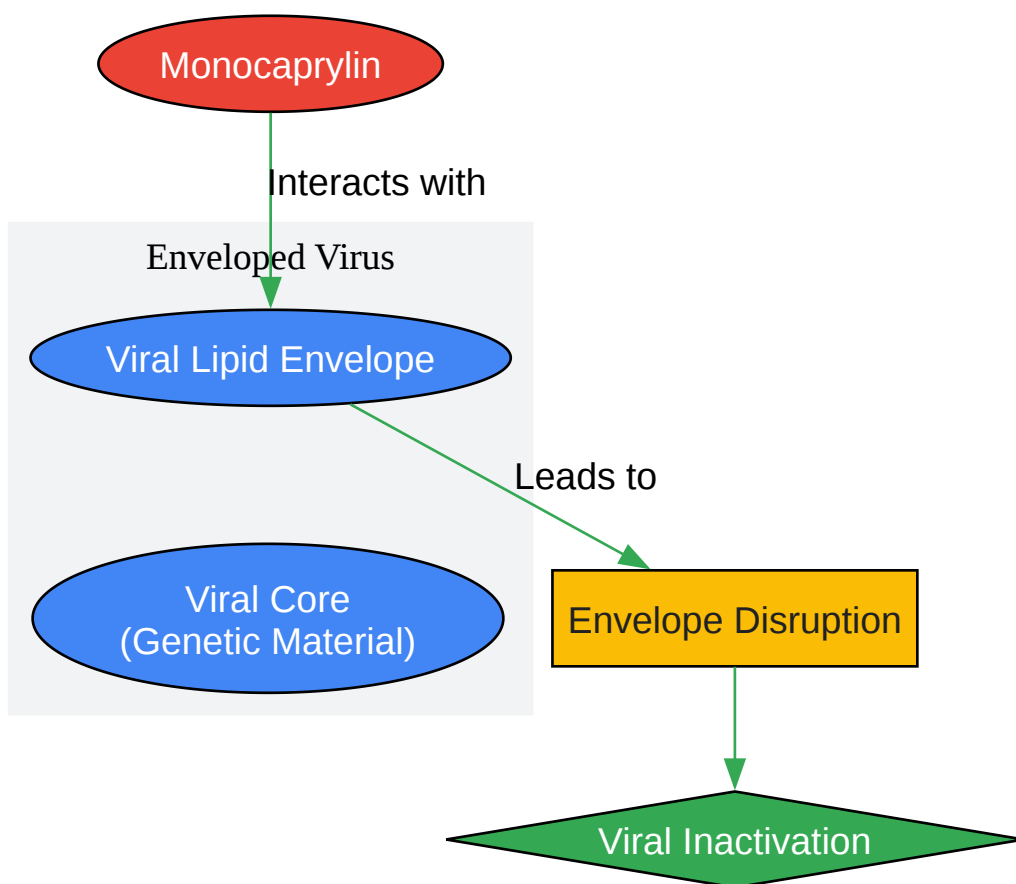 Monocaprylin
Interacts with
Enveloped Virus
Viral Lipid Envelope
Leads to
Viral Core
(Genetic Material)
Envelope Disruption
Viral Inactivation